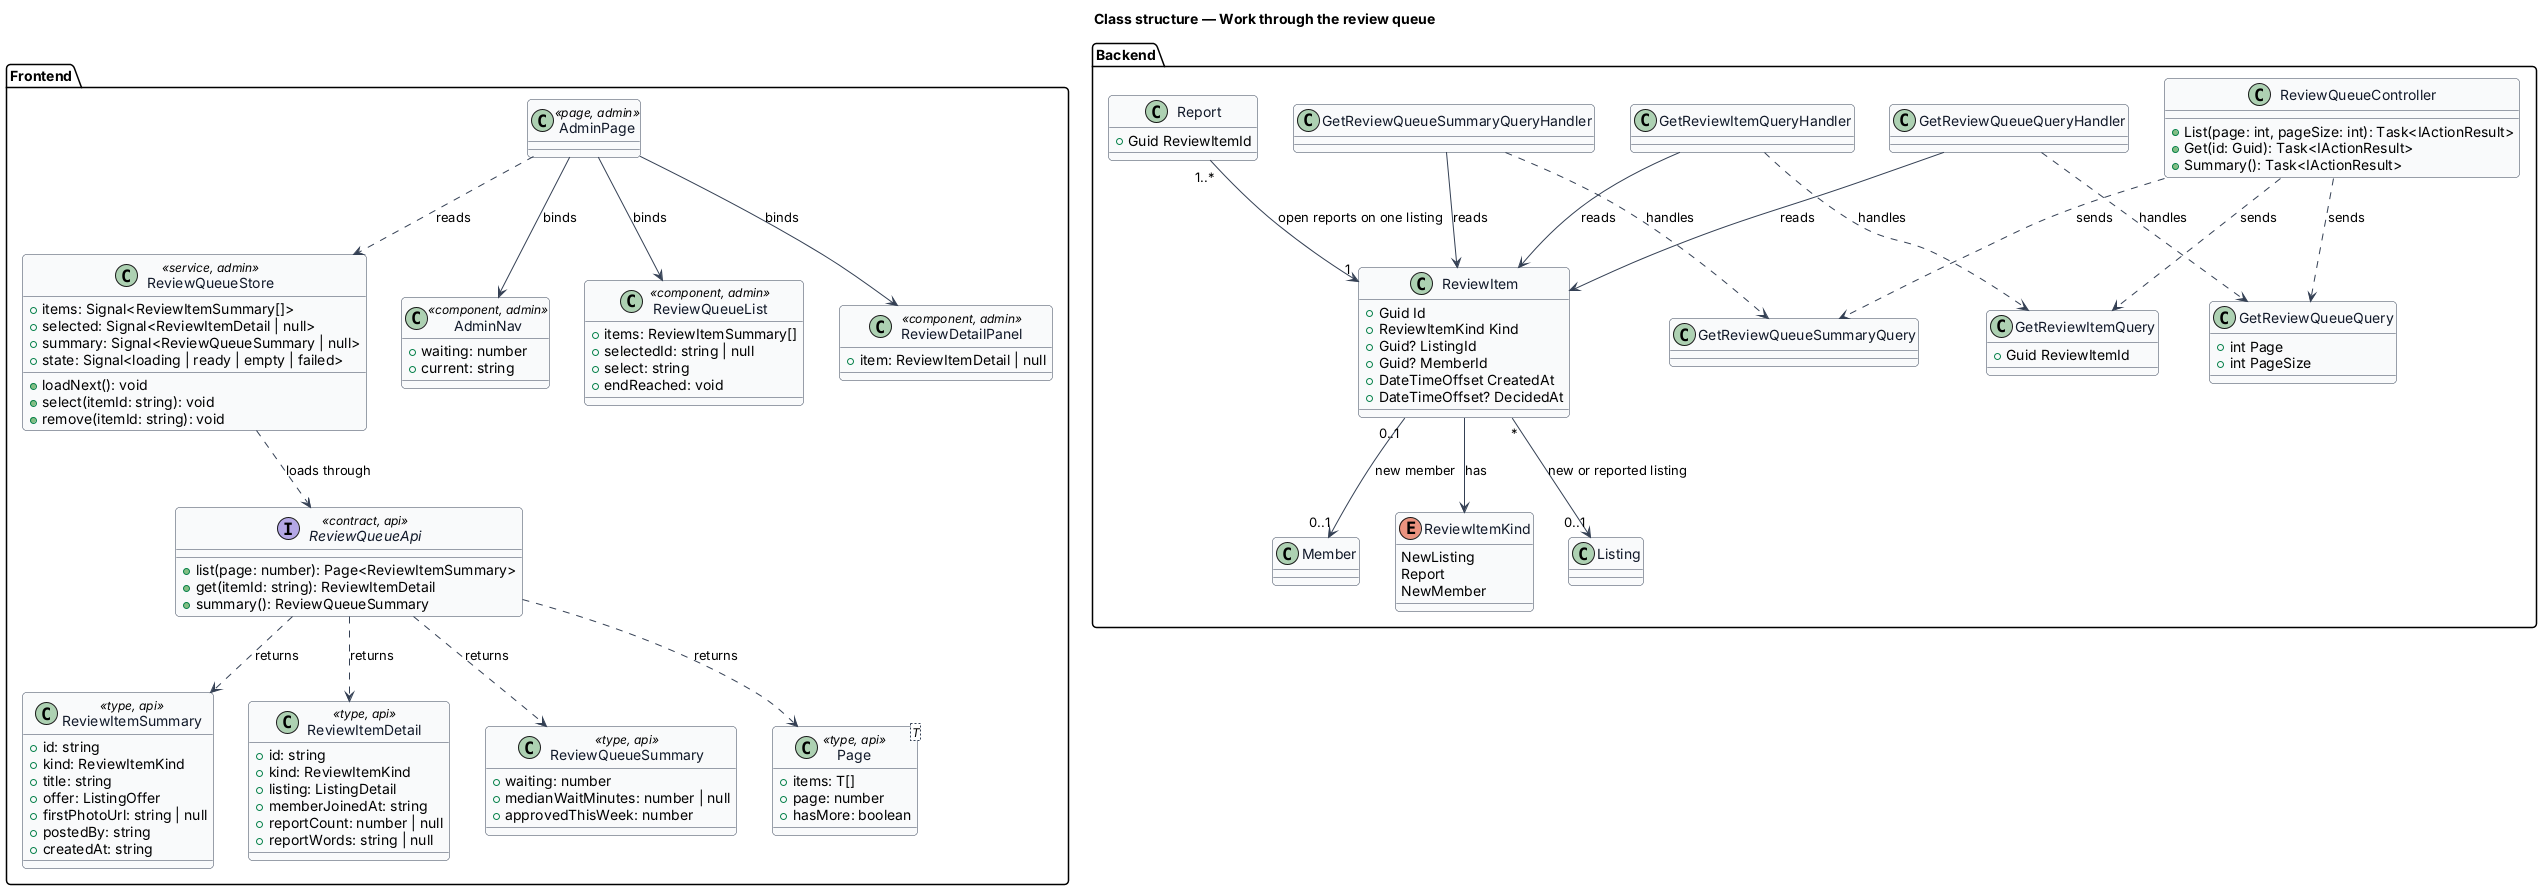 Class structure — Work through the review queue
Frontend
«page, admin»
AdminPage
reads
binds
binds
binds
«service, admin»
ReviewQueueStore
items: Signal<ReviewItemSummary[]>
selected: Signal<ReviewItemDetail | null>
summary: Signal<ReviewQueueSummary | null>
state: Signal<loading | ready | empty | failed>
loadNext(): void
select(itemId: string): void
remove(itemId: string): void
«component, admin»
AdminNav
waiting: number
current: string
«component, admin»
ReviewQueueList
items: ReviewItemSummary[]
selectedId: string | null
select: string
endReached: void
«component, admin»
ReviewDetailPanel
item: ReviewItemDetail | null
loads through
«contract, api»
ReviewQueueApi
list(page: number): Page<ReviewItemSummary>
get(itemId: string): ReviewItemDetail
summary(): ReviewQueueSummary
returns
returns
returns
returns
«type, api»
ReviewItemSummary
id: string
kind: ReviewItemKind
title: string
offer: ListingOffer
firstPhotoUrl: string | null
postedBy: string
createdAt: string
«type, api»
ReviewItemDetail
id: string
kind: ReviewItemKind
listing: ListingDetail
memberJoinedAt: string
reportCount: number | null
reportWords: string | null
«type, api»
ReviewQueueSummary
waiting: number
medianWaitMinutes: number | null
approvedThisWeek: number
«type, api»
Page
T
items: T[]
page: number
hasMore: boolean
Backend
Report
Guid ReviewItemId
GetReviewQueueSummaryQueryHandler
GetReviewItemQueryHandler
GetReviewQueueQueryHandler
ReviewQueueController
List(page: int, pageSize: int): Task<IActionResult>
Get(id: Guid): Task<IActionResult>
Summary(): Task<IActionResult>
1..*
open reports on one listing
1
reads
reads
handles
reads
handles
sends
handles
sends
sends
ReviewItem
Guid Id
ReviewItemKind Kind
Guid? ListingId
Guid? MemberId
DateTimeOffset CreatedAt
DateTimeOffset? DecidedAt
GetReviewQueueSummaryQuery
GetReviewItemQuery
Guid ReviewItemId
GetReviewQueueQuery
int Page
int PageSize
0..1
new member
0..1
has
*
new or reported listing
0..1
Member
ReviewItemKind
NewListing
Report
NewMember
Listing